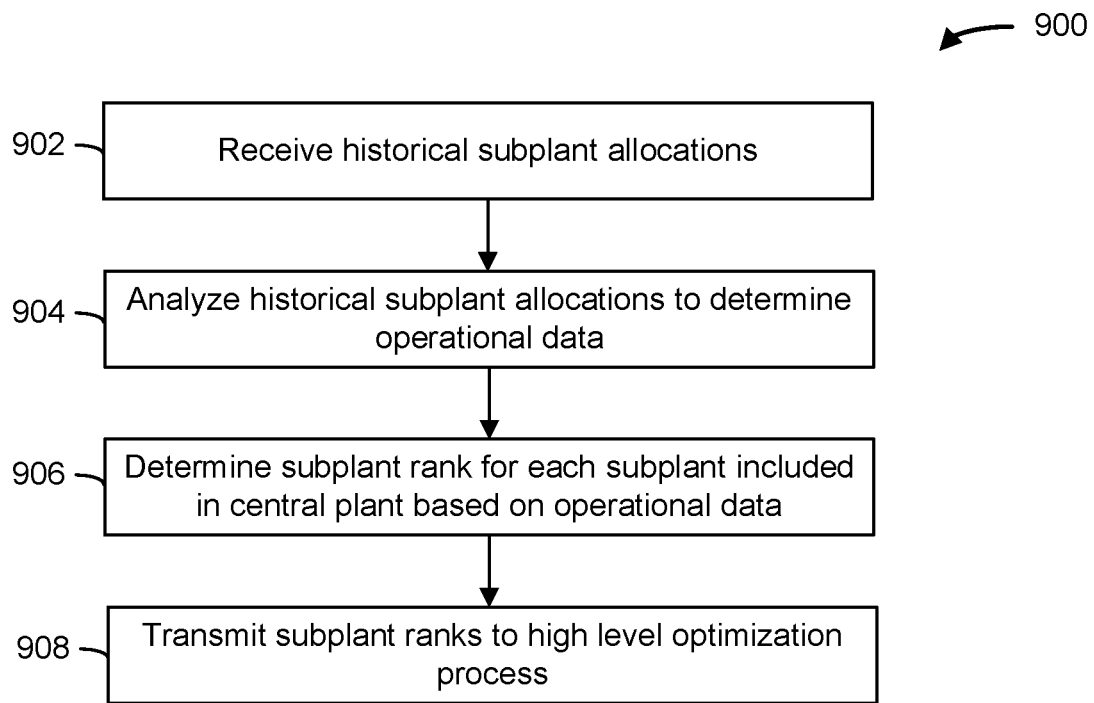 900
902
Receive historical subplant allocations
904
Analyze historical subplant allocations to determine
operational data
906
Determine subplant rank for each subplant included
in central plant based on operational data
908
Transmit subplant ranks to high level optimization
process